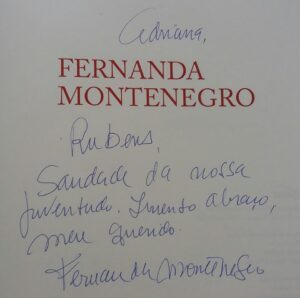 Adriana,
FERNANDA
MONTENEGRO
Rubens,
Saudade da nossa
juventude. Imenso abraço,
meu querido.
Fernanda Montenegro